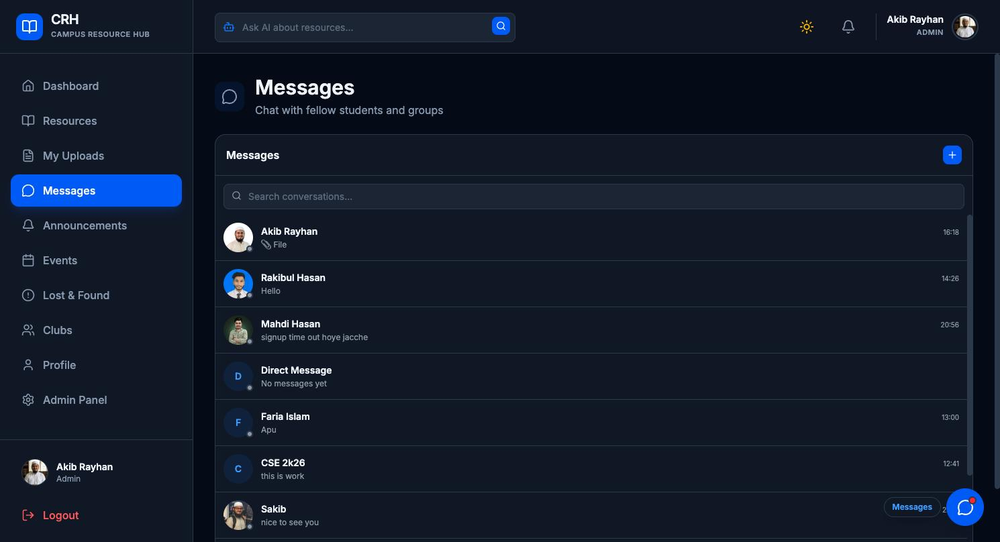 CRH
CAMPUS RESOURCE HUB
Ask AI about resources...
Akib Rayhan
ADMIN
Dashboard
Resources
My Uploads
Messages
Announcements
Events
Lost & Found
Clubs
Profile
Admin Panel
Akib Rayhan
Admin
Logout
Messages
Chat with fellow students and groups
Messages
Search conversations...
Akib Rayhan
16:18
📎 File
Rakibul Hasan
14:26
Hello
Mahdi Hasan
20:56
signup time out hoye jacche
D
Direct Message
No messages yet
F
Faria Islam
13:00
Apu
C
CSE 2k26
12:41
this is work
Sakib
nice to see you
Messages